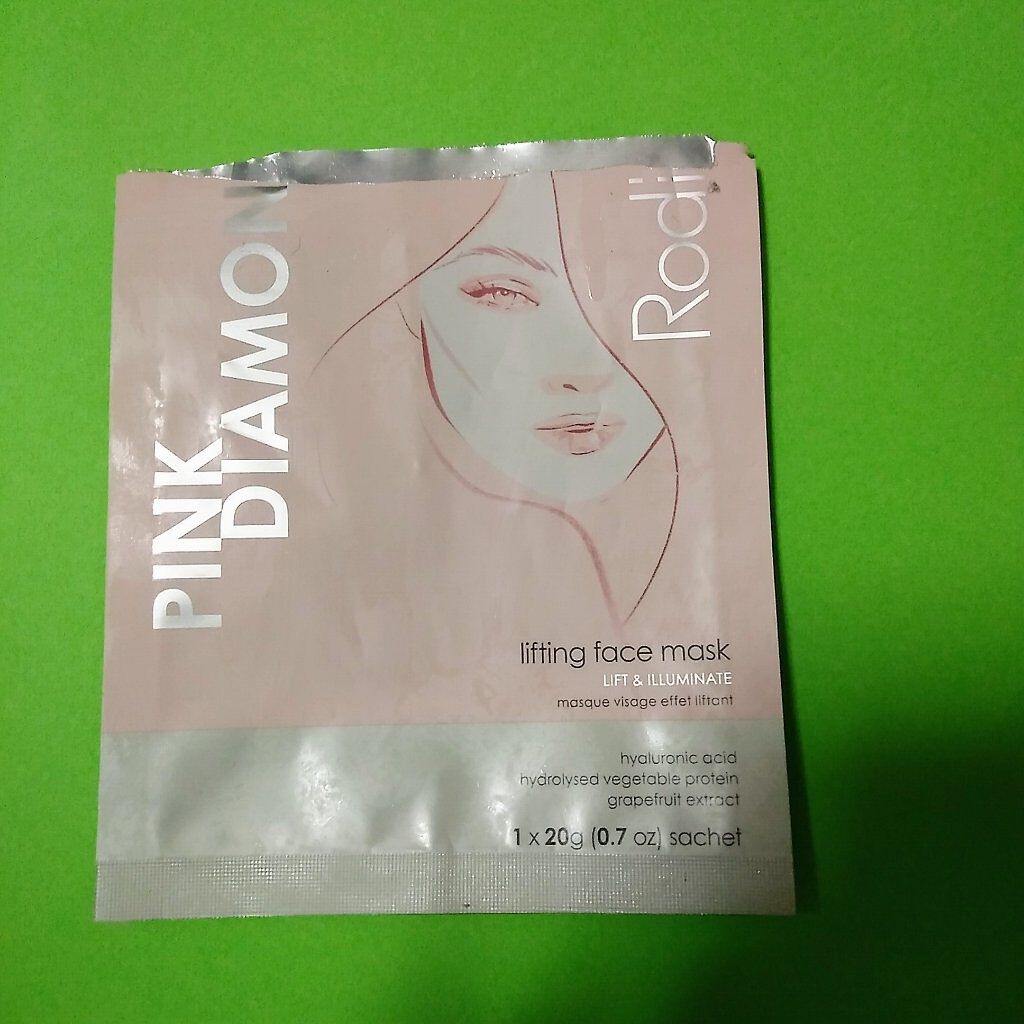 PINK
DIAMON
Rodi
lifting face mask
LIFT & ILLUMINATE
masque visage effet liftant
hyaluronic acid
hydrolysed vegetable protein
grapefruit extract
1 x 20g (0.7 oz) sachet